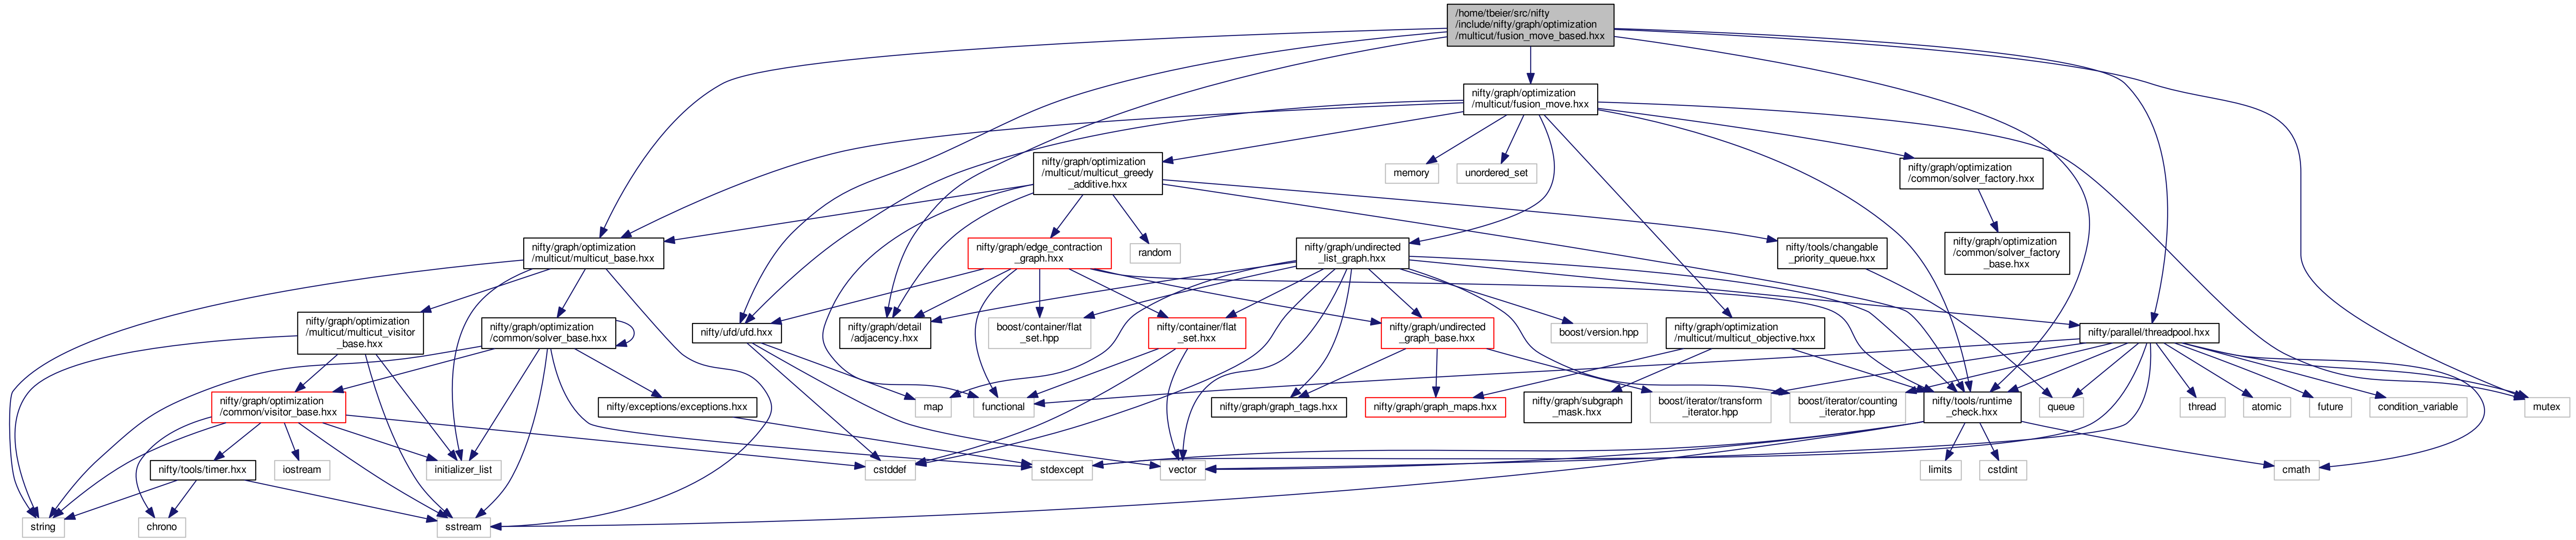 /home/tbeier/src/nifty
/include/nifty/graph/optimization
/multicut/fusion_move_based.hxx
nifty/graph/optimization
/multicut/fusion_move.hxx
nifty/graph/optimization
/multicut/multicut_greedy
_additive.hxx
memory
unordered_set
nifty/graph/optimization
/common/solver_factory.hxx
nifty/graph/optimization
/multicut/multicut_base.hxx
nifty/graph/edge_contraction
_graph.hxx
random
nifty/graph/undirected
_list_graph.hxx
nifty/tools/changable
_priority_queue.hxx
nifty/graph/optimization
/common/solver_factory
_base.hxx
nifty/graph/optimization
/multicut/multicut_visitor
_base.hxx
nifty/graph/optimization
/common/solver_base.hxx
nifty/ufd/ufd.hxx
nifty/graph/detail
/adjacency.hxx
boost/container/flat
_set.hpp
nifty/container/flat
_set.hxx
nifty/graph/undirected
_graph_base.hxx
boost/version.hpp
nifty/graph/optimization
/multicut/multicut_objective.hxx
nifty/parallel/threadpool.hxx
nifty/graph/optimization
/common/visitor_base.hxx
nifty/exceptions/exceptions.hxx
map
functional
nifty/graph/graph_tags.hxx
nifty/graph/graph_maps.hxx
nifty/graph/subgraph
_mask.hxx
boost/iterator/transform
_iterator.hpp
boost/iterator/counting
_iterator.hpp
nifty/tools/runtime
_check.hxx
queue
thread
atomic
future
condition_variable
mutex
nifty/tools/timer.hxx
iostream
initializer_list
cstddef
stdexcept
vector
limits
cstdint
cmath
string
chrono
sstream